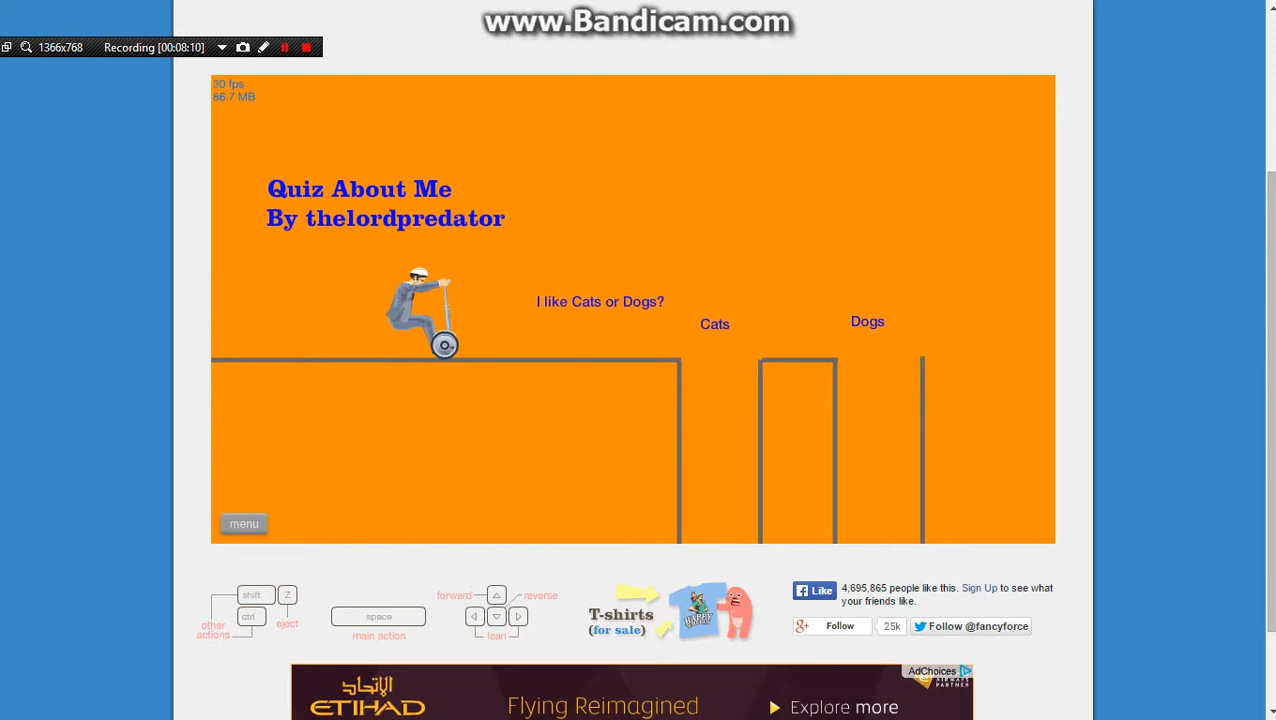 www.Bandicam.com
1366x768 Recording [00:08:10]
30 fps
86.7 MB
Quiz About Me
By thelordpredator
I like Cats or Dogs?
Cats
Dogs
menu
shift
Z
ctrl
other
actions
eject
space
main action
forward
reverse
lean
T-shirts
(for sale)
HAPPY
Like
4,695,865 people like this. Sign Up to see what
your friends like.
Follow
25k
Follow @fancyforce
AdChoices
الإتحاد
ETIHAD
Flying Reimagined
Explore more
PARTNER